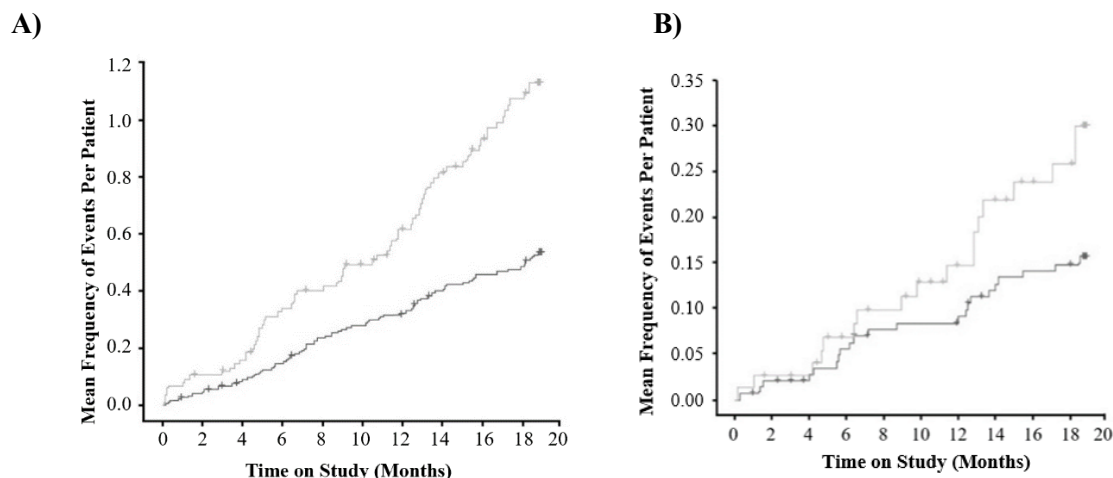 A)
Mean Frequency of Events Per Patient
1.2
1.0
0.8
0.6
0.4
0.2
0.0
0 2 4 6 8 10 12 14 16 18 20
Time on Study (Months)
B)
Mean Frequency of Events Per Patient
0.35
0.30
0.25
0.20
0.15
0.10
0.05
0.00
0 2 4 6 8 10 12 14 16 18 20
Time on Study (Months)